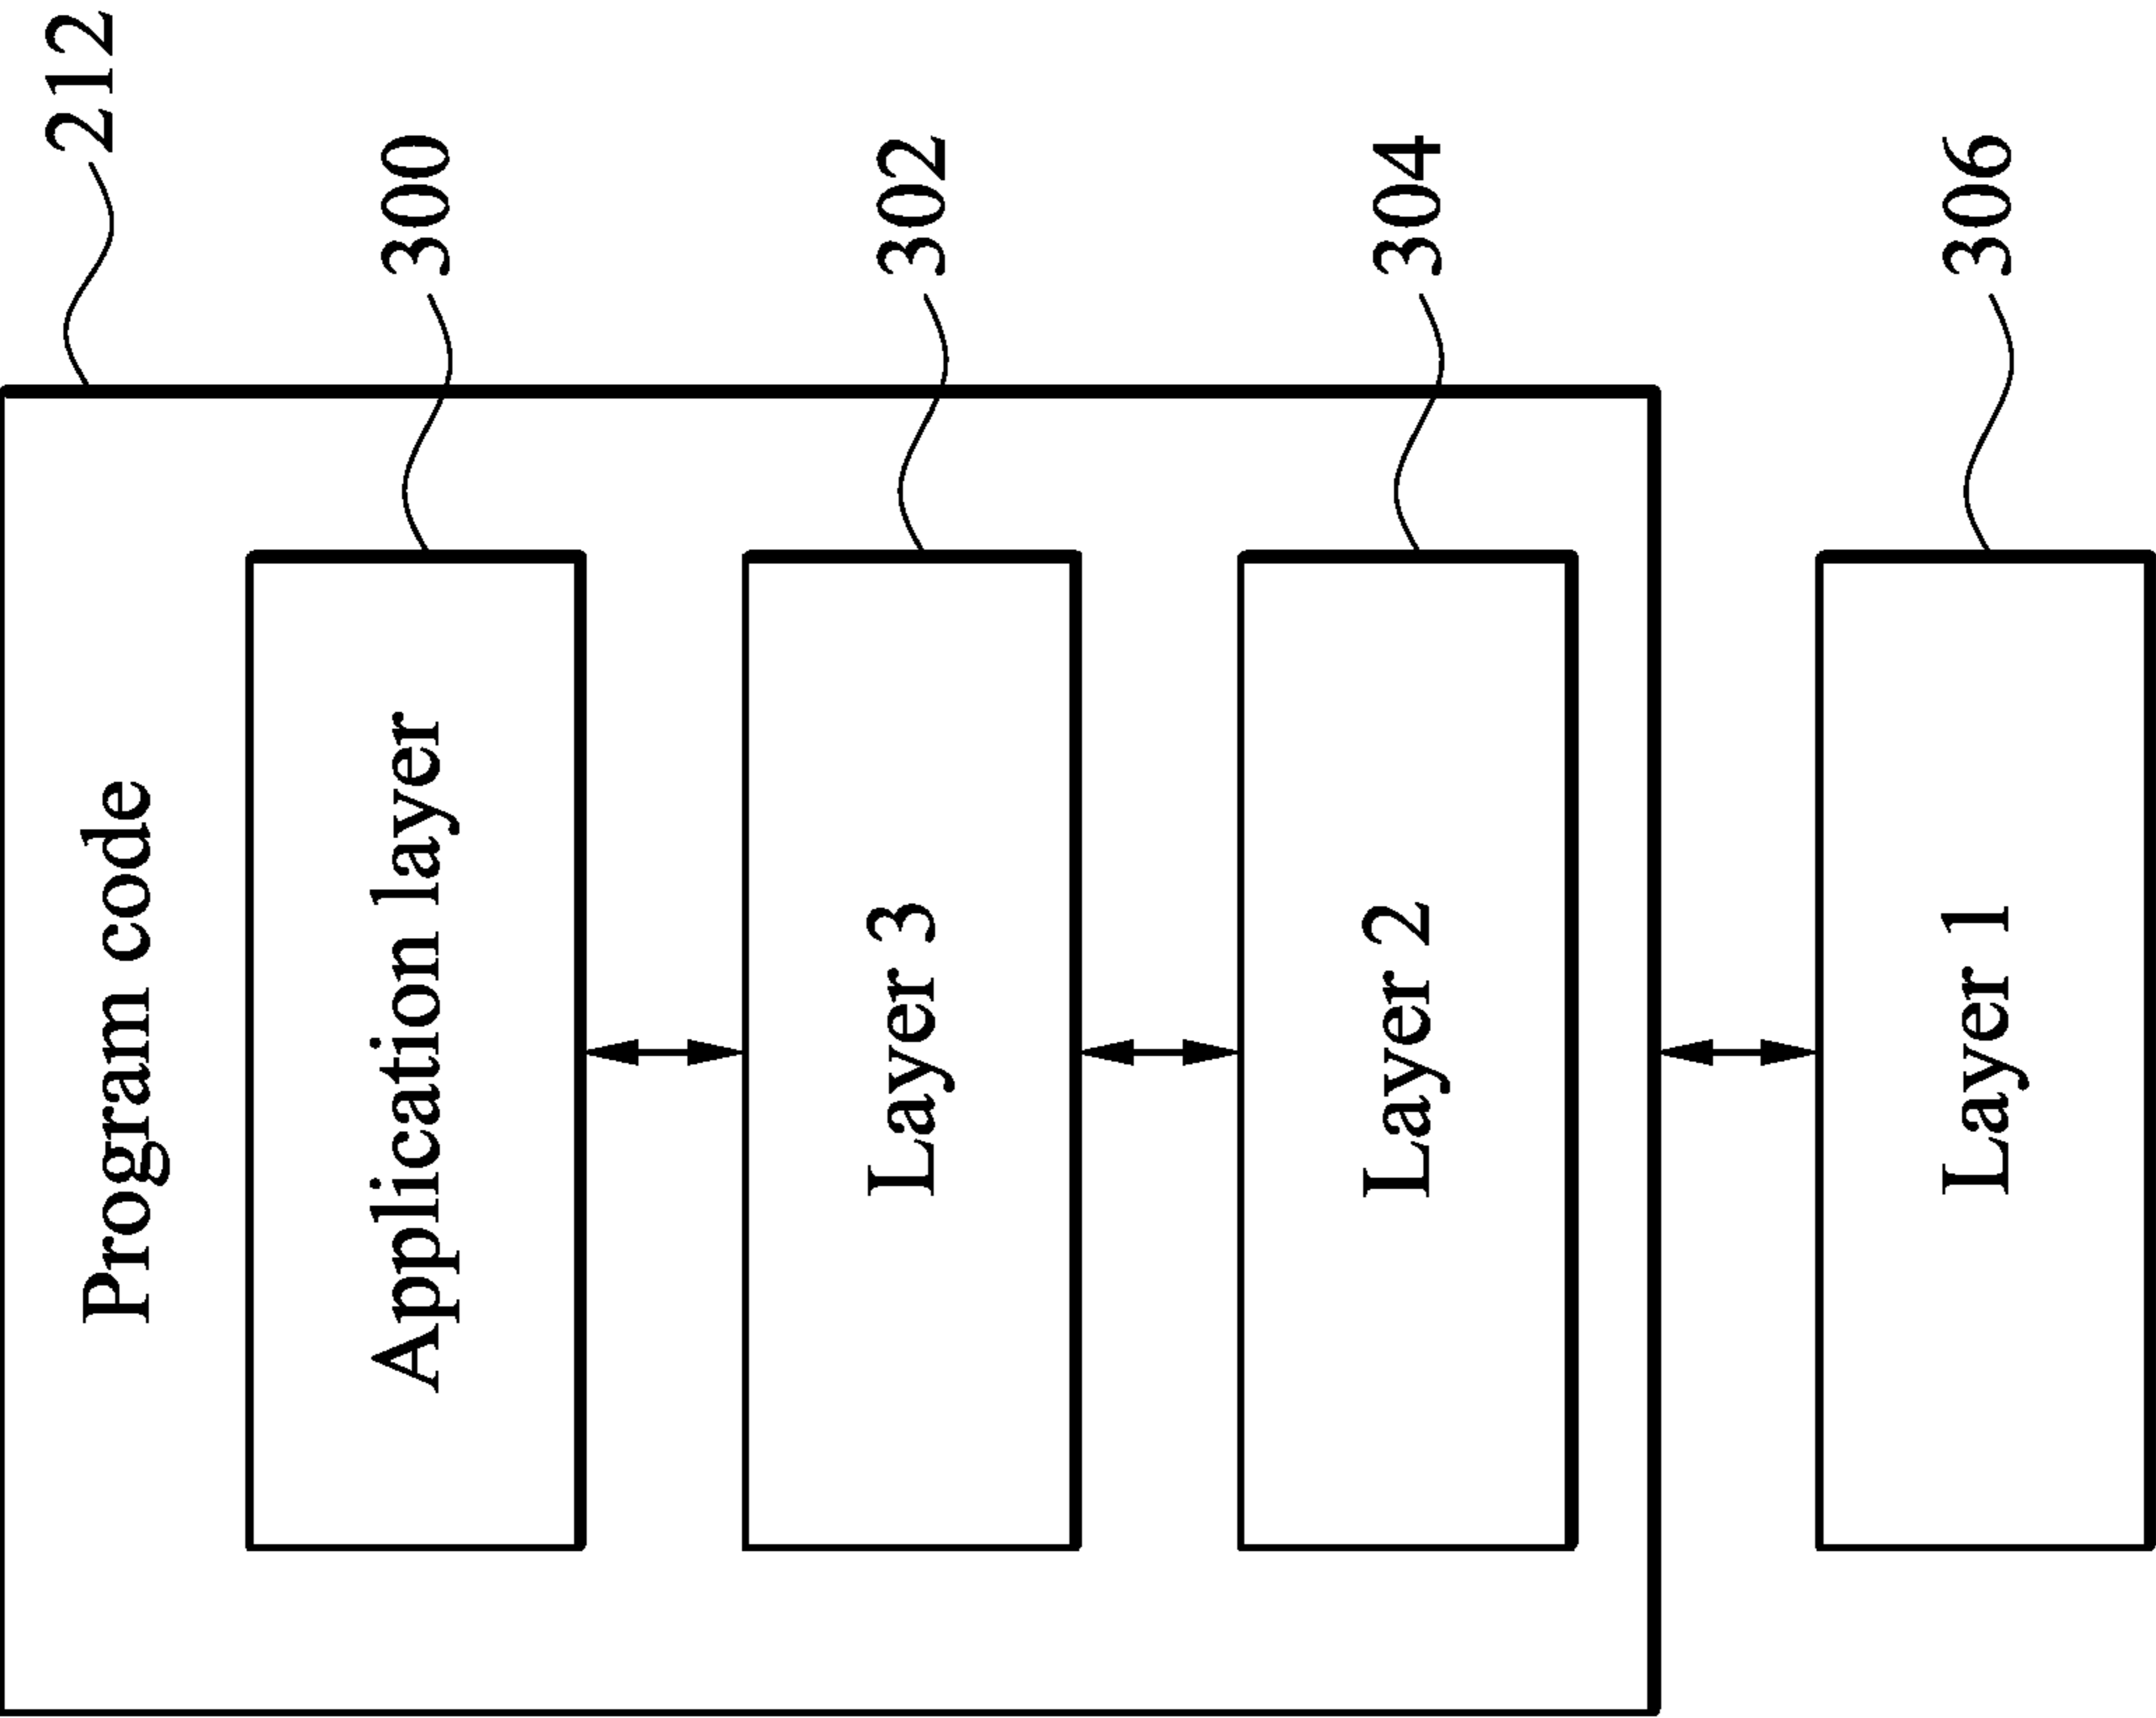 Program code
212
Application layer
300
Layer 3
302
Layer 2
304
Layer 1
306